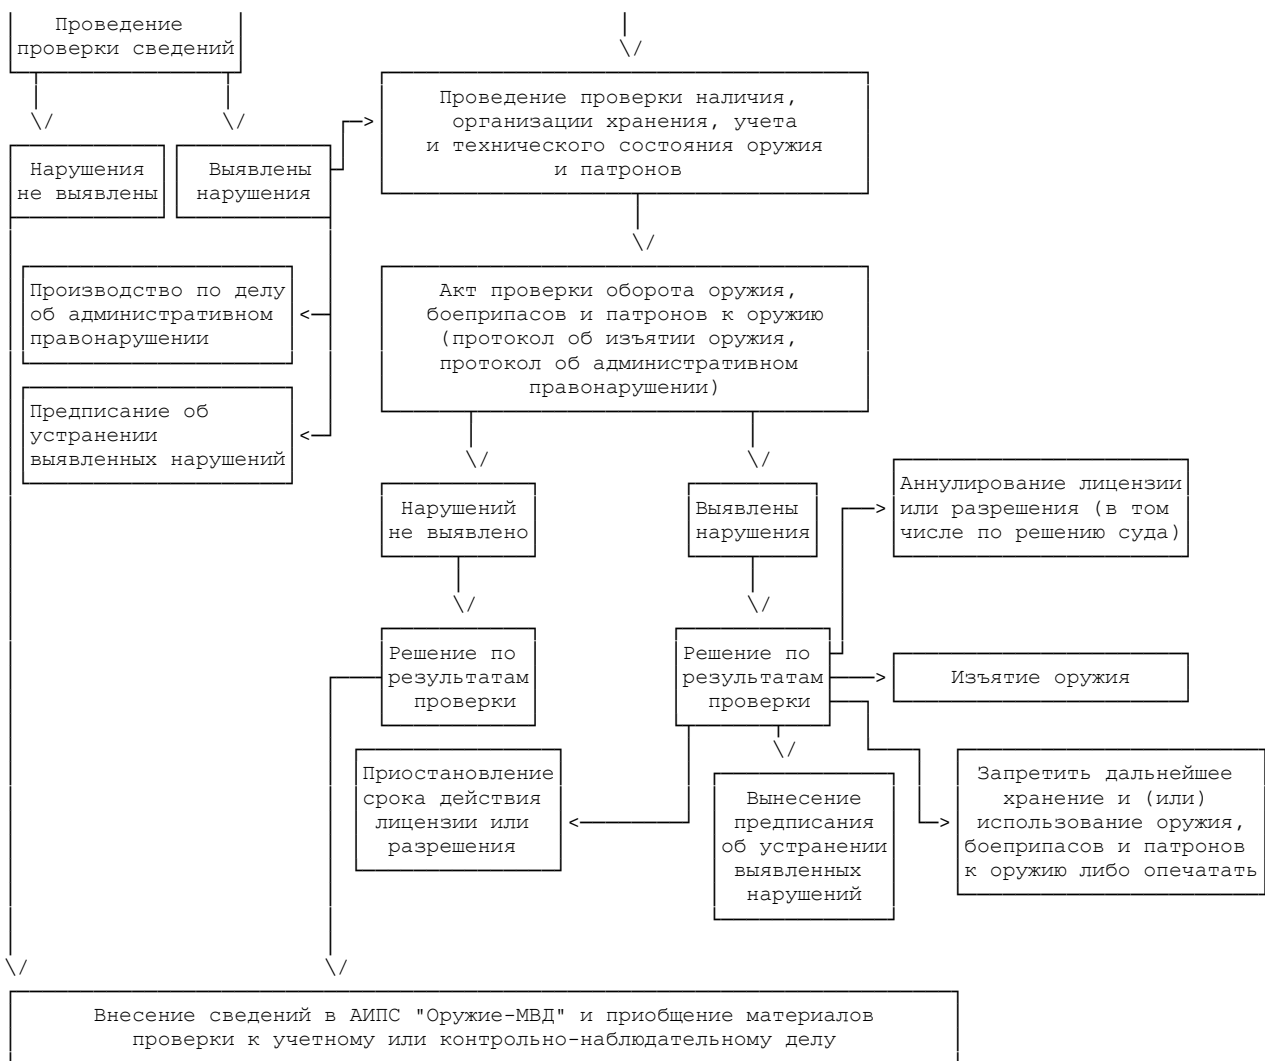 Проведение
проверки сведений
Проведение проверки наличия,
организации хранения, учета
и технического состояния оружия
и патронов
Нарушения
не выявлены
Выявлены
нарушения
Производство по делу
об административном
правонарушении
Акт проверки оборота оружия,
боеприпасов и патронов к оружию
(протокол об изъятии оружия,
протокол об административном
правонарушении)
Предписание об
устранении
выявленных нарушений
Нарушений
не выявлено
Выявлены
нарушения
Аннулирование лицензии
или разрешения (в том
числе по решению суда)
Решение по
результатам
проверки
Решение по
результатам
проверки
Изъятие оружия
Приостановление
срока действия
лицензии или
разрешения
Вынесение
предписания
об устранении
выявленных
нарушений
Запретить дальнейшее
хранение и (или)
использование оружия,
боеприпасов и патронов
к оружию либо опечатать
Внесение сведений в АИПС "Оружие-МВД" и приобщение материалов
проверки к учетному или контрольно-наблюдательному делу